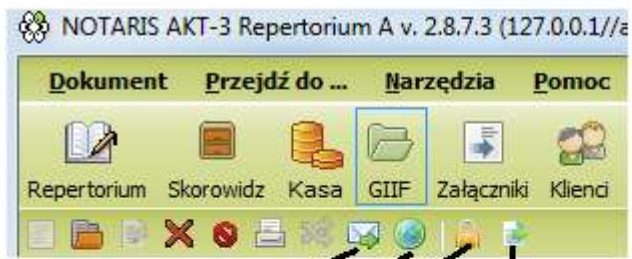 NOTARIS AKT-3 Repertorium A v. 2.8.7.3 (127.0.0.1//a
Dokument Przejdź do ... Narzędzia Pomoc
Repertorium Skorowidz Kasa GIIF Załączniki Klienci